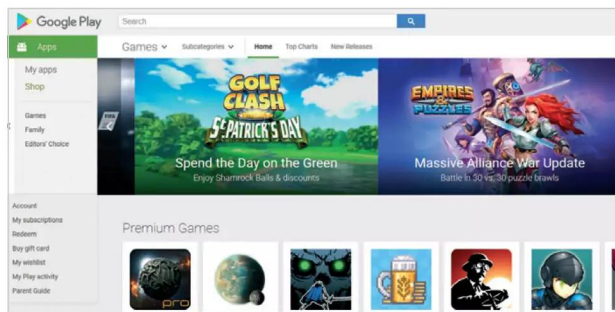 Google Play
Search
Apps
Games
Subcategories
Home
Top Charts
New Releases
My apps
Shop
Games
Family
Editors' Choice
FIFA
GOLF
CLASH
ST.PATRICK'S DAY
Spend the Day on the Green
Enjoy Shamrock Balls & discounts
EMPIRES
&
PUZZLES
Massive Alliance War Update
Battle in 30 vs. 30 puzzle brawls
Account
My subscriptions
Redeem
Buy gift card
My wishlist
My Play activity
Parent Guide
Premium Games
pro